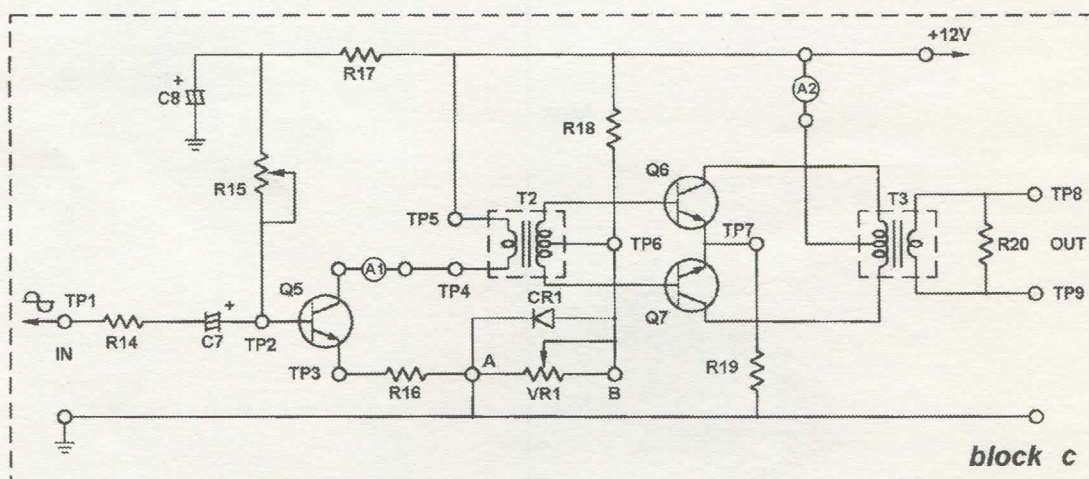 +12V
R17
+
C8
A2
R18
Q6
R15
T2
T3
TP8
TP5
TP7
TP6
R20
OUT
Q5
A1
TP4
CR1
TP9
TP1
+
Q7
IN
R14
C7
TP2
A
R19
TP3
R16
VR1
B
block c